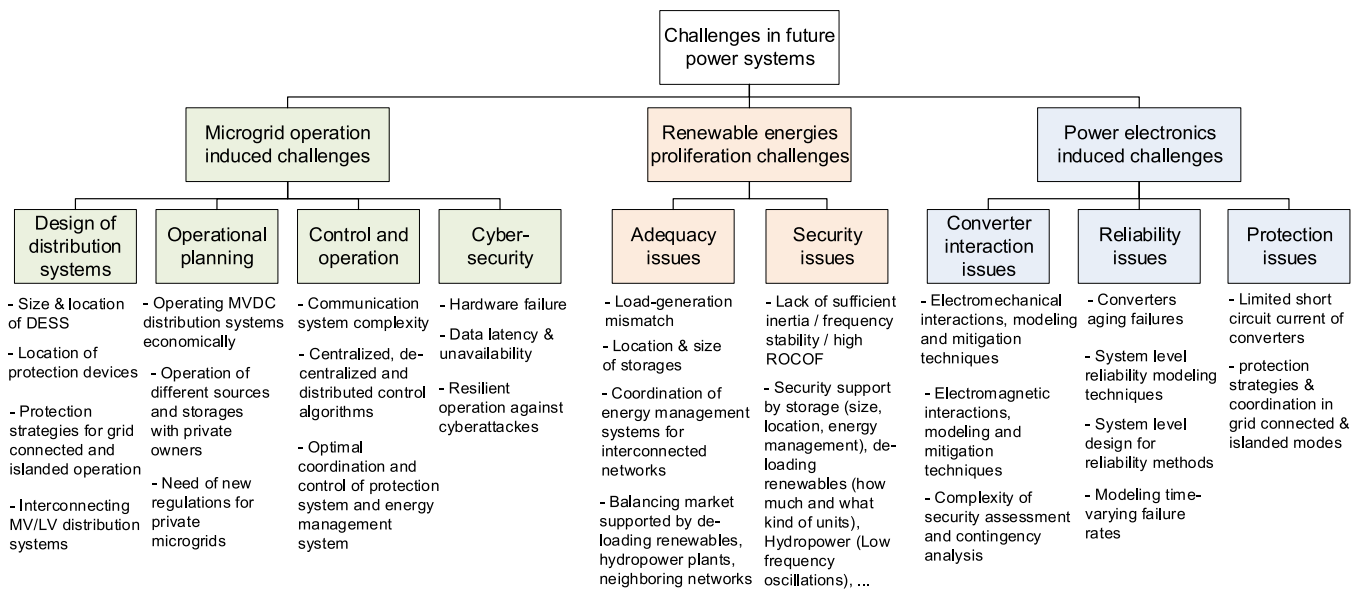 Challenges in future
power systems
Microgrid operation
induced challenges
Renewable energies
proliferation challenges
Power electronics
induced challenges
Design of
distribution
systems
Operational
planning
Control and
operation
Cyber-
security
Adequacy
issues
Security
issues
Converter
interaction
issues
Reliability
issues
Protection
issues
- Size & location
of DESS
- Location of
protection devices
- Protection
strategies for grid
connected and
islanded operation
- Interconnecting
MV/LV distribution
systems
- Operating MVDC
distribution systems
economically
- Operation of
different sources
and storages
with private
owners
- Need of new
regulations for
private
microgrids
- Communication
system complexity
- Centralized, de-
centralized and
distributed control
algorithms
- Optimal
coordination and
control of protection
system and energy
management
system
- Hardware failure
- Data latency &
unavailability
- Resilient
operation against
cyberattackes
- Load-generation
mismatch
- Location & size
of storages
- Coordination of
energy management
systems for
interconnected
networks
- Balancing market
supported by de-
loading renewables,
hydropower plants,
neighboring networks
- Lack of sufficient
inertia / frequency
stability / high
ROCOF
- Security support
by storage (size,
location, energy
management), de-
loading
renewables (how
much and what
kind of units),
Hydropower (Low
frequency
oscillations), ...
- Electromechanical
interactions, modeling
and mitigation
techniques
- Electromagnetic
interactions,
modeling and
mitigation
techniques
- Complexity of
security assessment
and contingency
analysis
- Converters
aging failures
- System level
reliability modeling
techniques
- System level
design for
reliability methods
- Modeling time-
varying failure
rates
- Limited short
circuit current of
converters
- protection
strategies &
coordination in
grid connected &
islanded modes